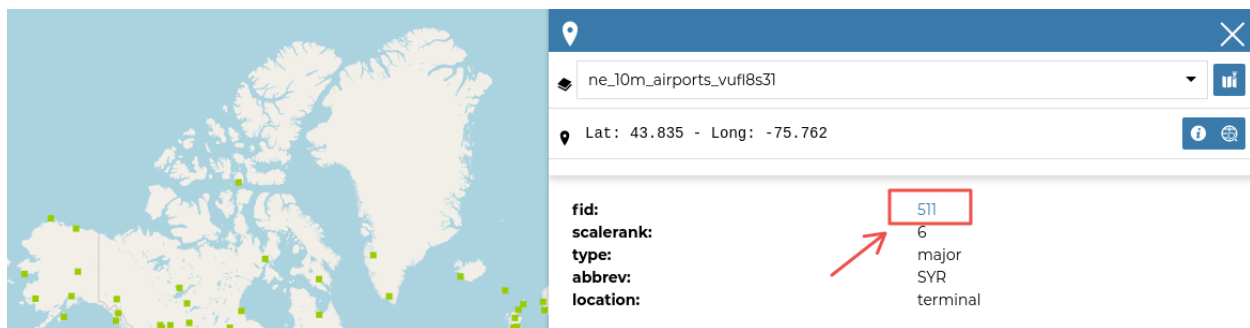 ne_10m_airports_vufl8s31
Lat: 43.835 - Long: -75.762
fid: 511
scalerank: 6
type: major
abbrev: SYR
location: terminal